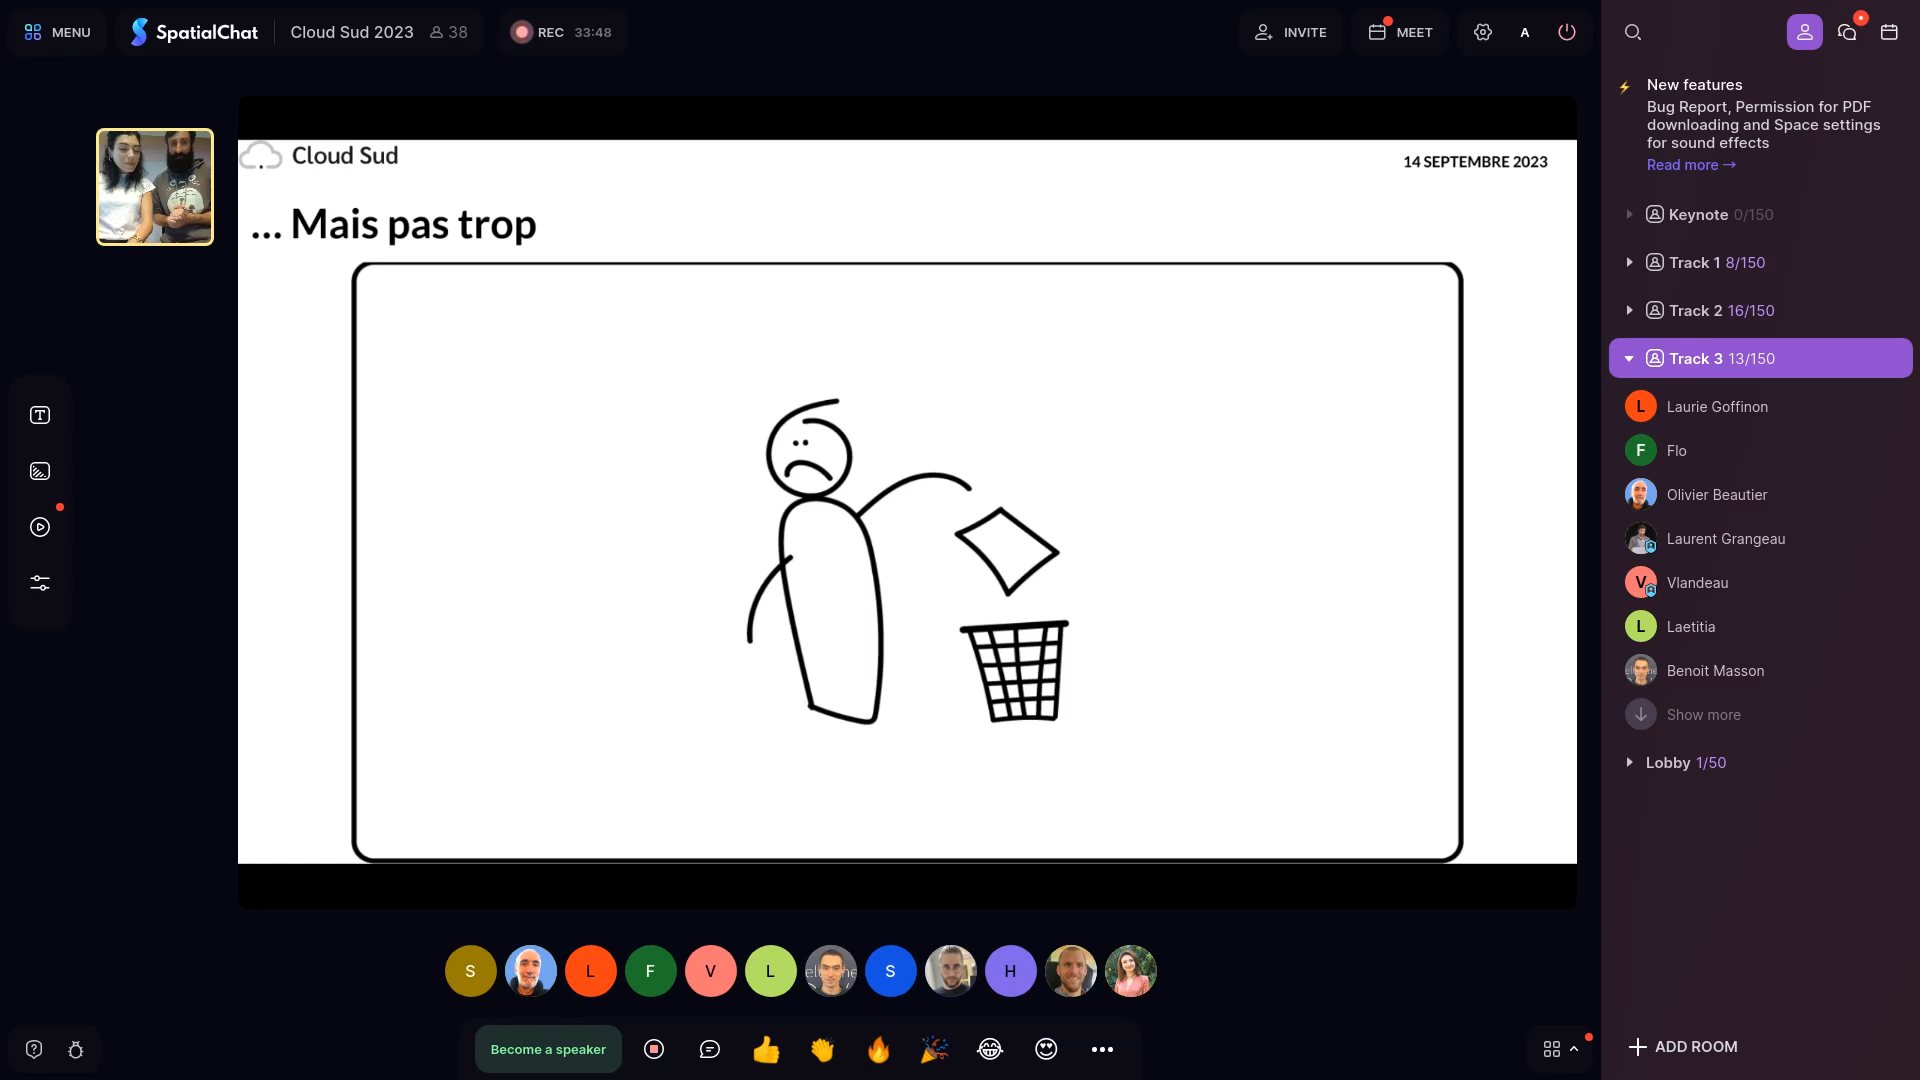 MENU
SpatialChat
Cloud Sud 2023
38
REC 33:48
INVITE
MEET
A
Cloud Sud
14 SEPTEMBRE 2023
... Mais pas trop
New features
Bug Report, Permission for PDF
downloading and Space settings
for sound effects
Read more →
Keynote 0/150
Track 1 8/150
Track 2 16/150
Track 3 13/150
L Laurie Goffinon
F Flo
Olivier Beautier
Laurent Grangeau
V Vlandeau
L Laetitia
Benoit Masson
Show more
Lobby 1/50
S L F V L S H
Become a speaker
ADD ROOM